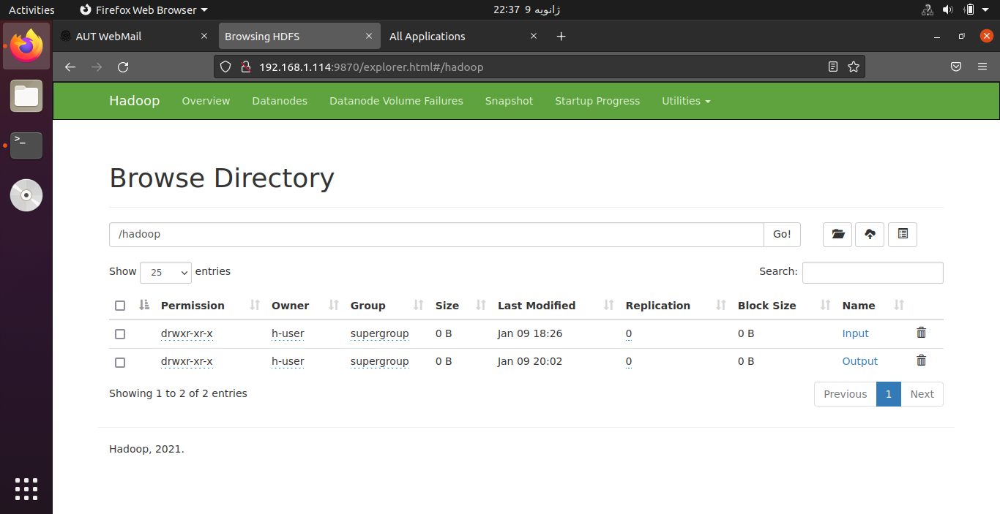 Activities Firefox Web Browser 22:37 9 ژانویه
AUT WebMail Browsing HDFS All Applications
192.168.1.114:9870/explorer.html#/hadoop
Hadoop Overview Datanodes Datanode Volume Failures Snapshot Startup Progress Utilities
Browse Directory
/hadoop Go!
Show 25 entries Search:
Permission Owner Group Size Last Modified Replication Block Size Name
drwxr-xr-x h-user supergroup 0 B Jan 09 18:26 0 0 B Input
drwxr-xr-x h-user supergroup 0 B Jan 09 20:02 0 0 B Output
Showing 1 to 2 of 2 entries Previous 1 Next
Hadoop, 2021.